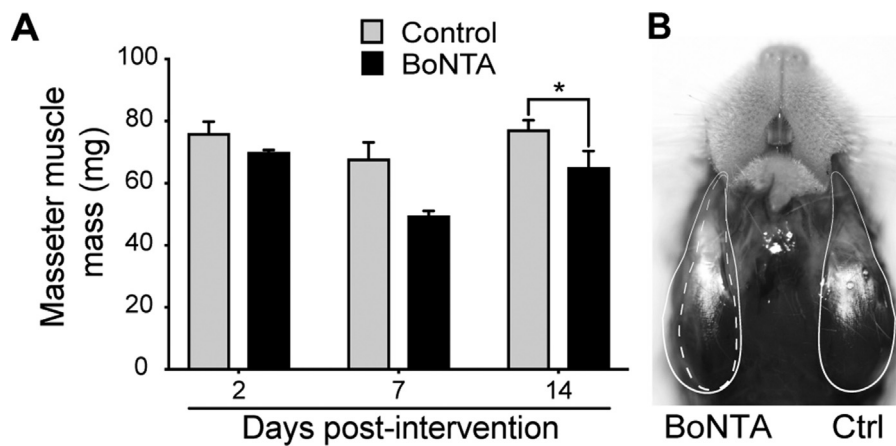 A
Control
BoNTA
Masseter muscle
mass (mg)
100
80
60
40
20
0
*
2
7
14
Days post-intervention
B
BoNTA
Ctrl